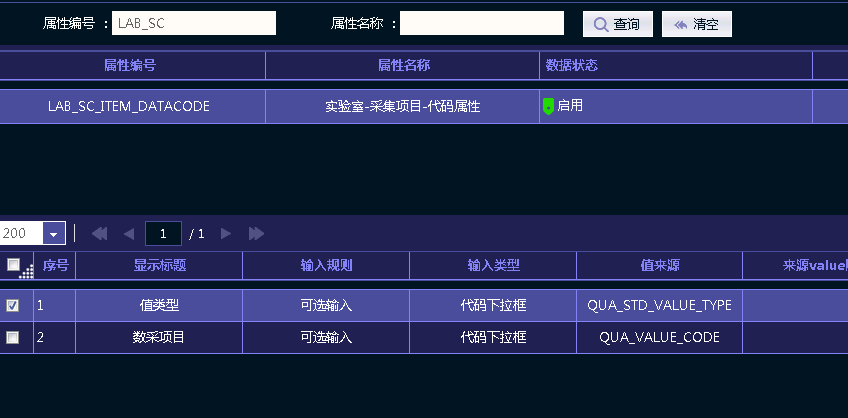 属性编号 : LAB_SC 属性名称 : 查询 清空
属性编号 属性名称 数据状态
LAB_SC_ITEM_DATACODE 实验室-采集项目-代码属性 启用
200 1 / 1
序号 显示标题 输入规则 输入类型 值来源 来源value
1 值类型 可选输入 代码下拉框 QUA_STD_VALUE_TYPE
2 数采项目 可选输入 代码下拉框 QUA_VALUE_CODE